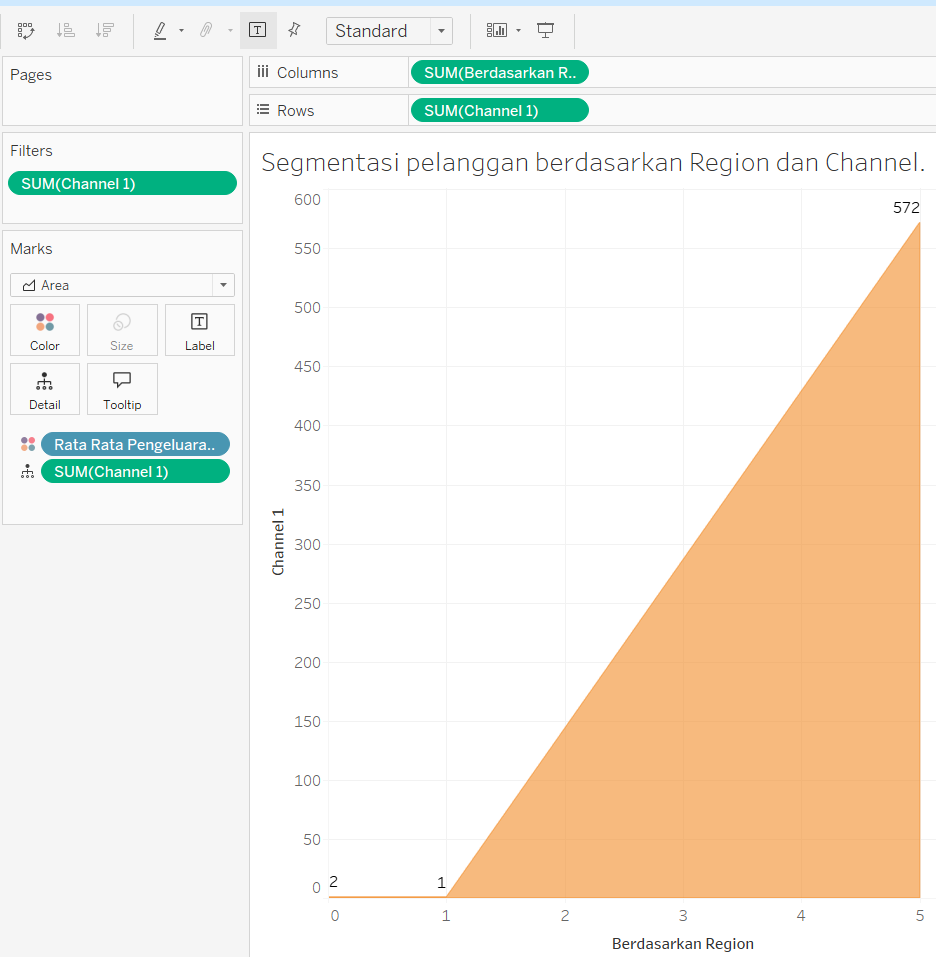 Standard
Pages
Columns
SUM(Berdasarkan R..
Rows
SUM(Channel 1)
Filters
SUM(Channel 1)
Marks
Area
Color
Size
Label
Detail
Tooltip
Rata Rata Pengeluara..
SUM(Channel 1)
Segmentasi pelanggan berdasarkan Region dan Channel.
600
550
500
450
400
350
300
250
200
150
100
50
0
Channel 1
572
2
1
0
1
2
3
4
5
Berdasarkan Region